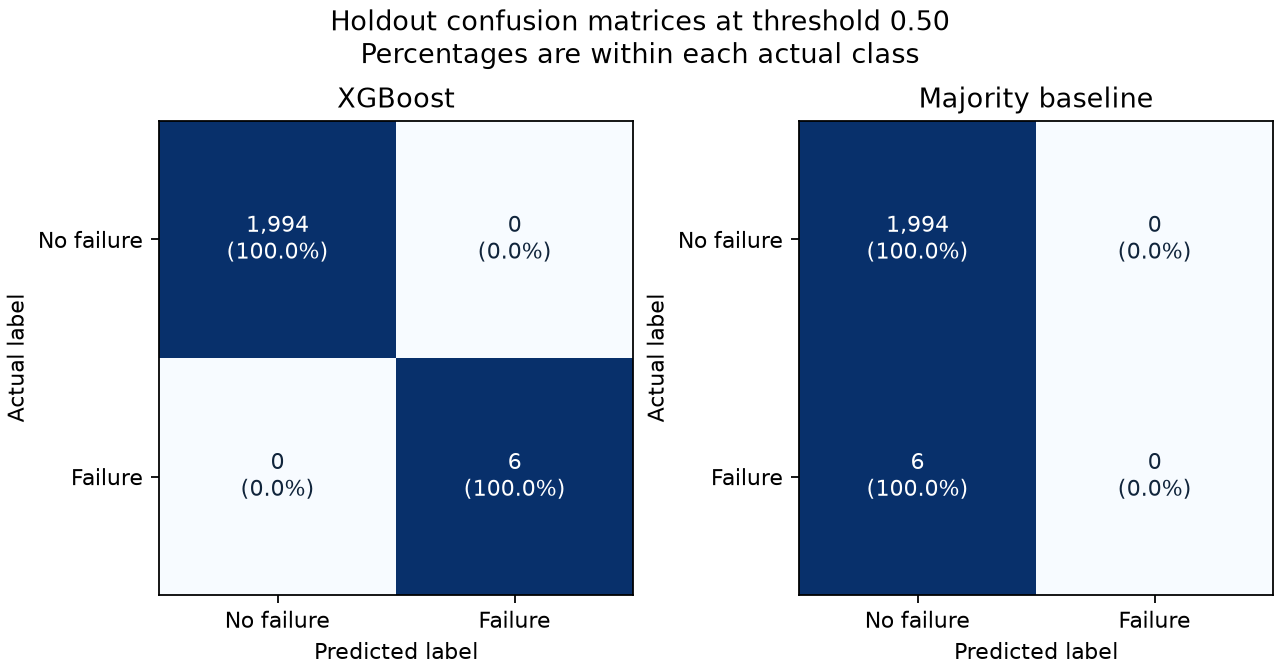 Holdout confusion matrices at threshold 0.50
Percentages are within each actual class
XGBoost
Actual label
No failure
1,994
(100.0%)
0
(0.0%)
Failure
0
(0.0%)
6
(100.0%)
No failure
Failure
Predicted label
Majority baseline
Actual label
No failure
1,994
(100.0%)
0
(0.0%)
Failure
6
(100.0%)
0
(0.0%)
No failure
Failure
Predicted label